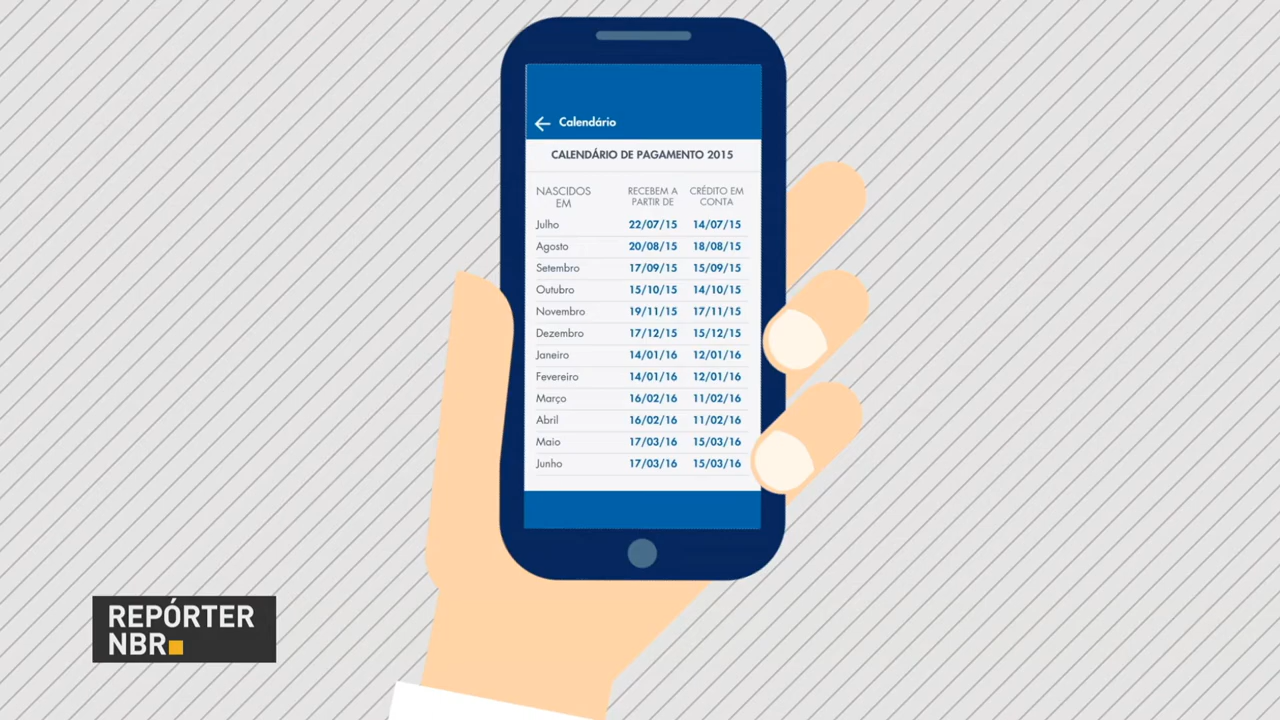 Calendário
CALENDÁRIO DE PAGAMENTO 2015
NASCIDOS EM RECEBEM A PARTIR DE CRÉDITO EM CONTA
Julho 22/07/15 14/07/15
Agosto 20/08/15 18/08/15
Setembro 17/09/15 15/09/15
Outubro 15/10/15 14/10/15
Novembro 19/11/15 17/11/15
Dezembro 17/12/15 15/12/15
Janeiro 14/01/16 12/01/16
Fevereiro 14/01/16 12/01/16
Março 16/02/16 11/02/16
Abril 16/02/16 11/02/16
Maio 17/03/16 15/03/16
Junho 17/03/16 15/03/16
REPÓRTER
NBR